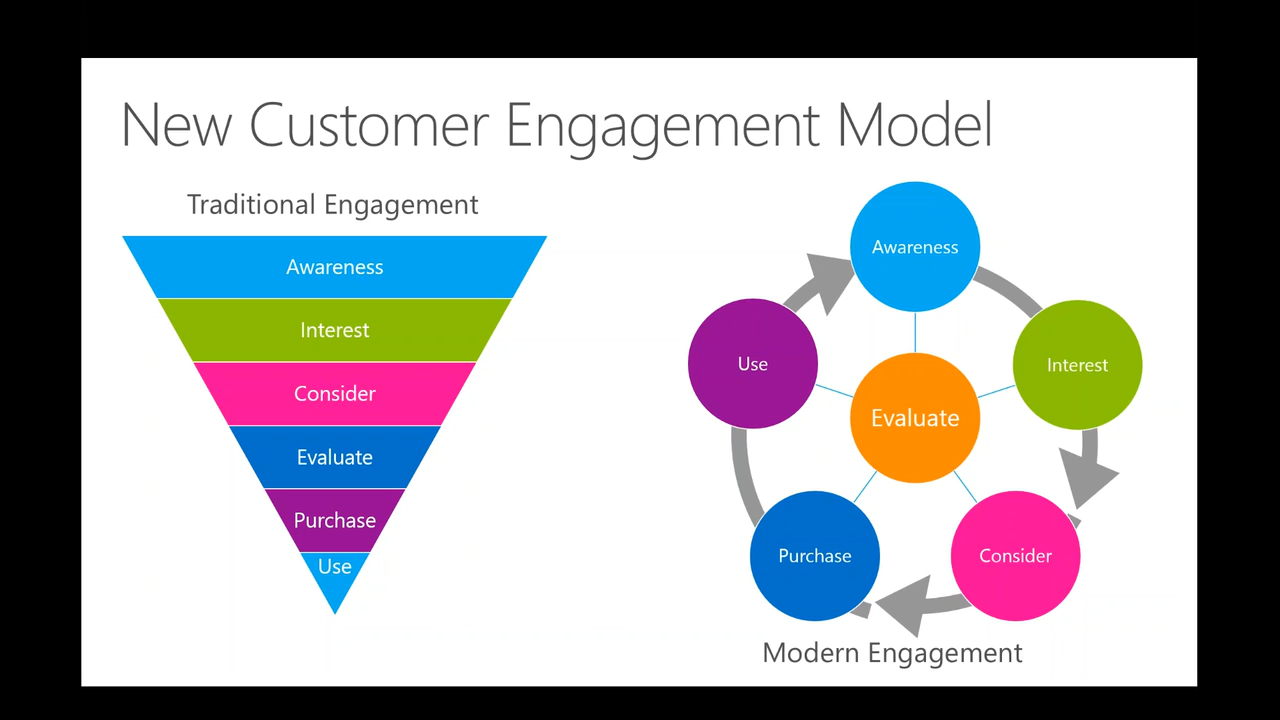 New Customer Engagement Model
Traditional Engagement
Awareness
Interest
Consider
Evaluate
Purchase
Use
Awareness
Use
Interest
Evaluate
Purchase
Consider
Modern Engagement